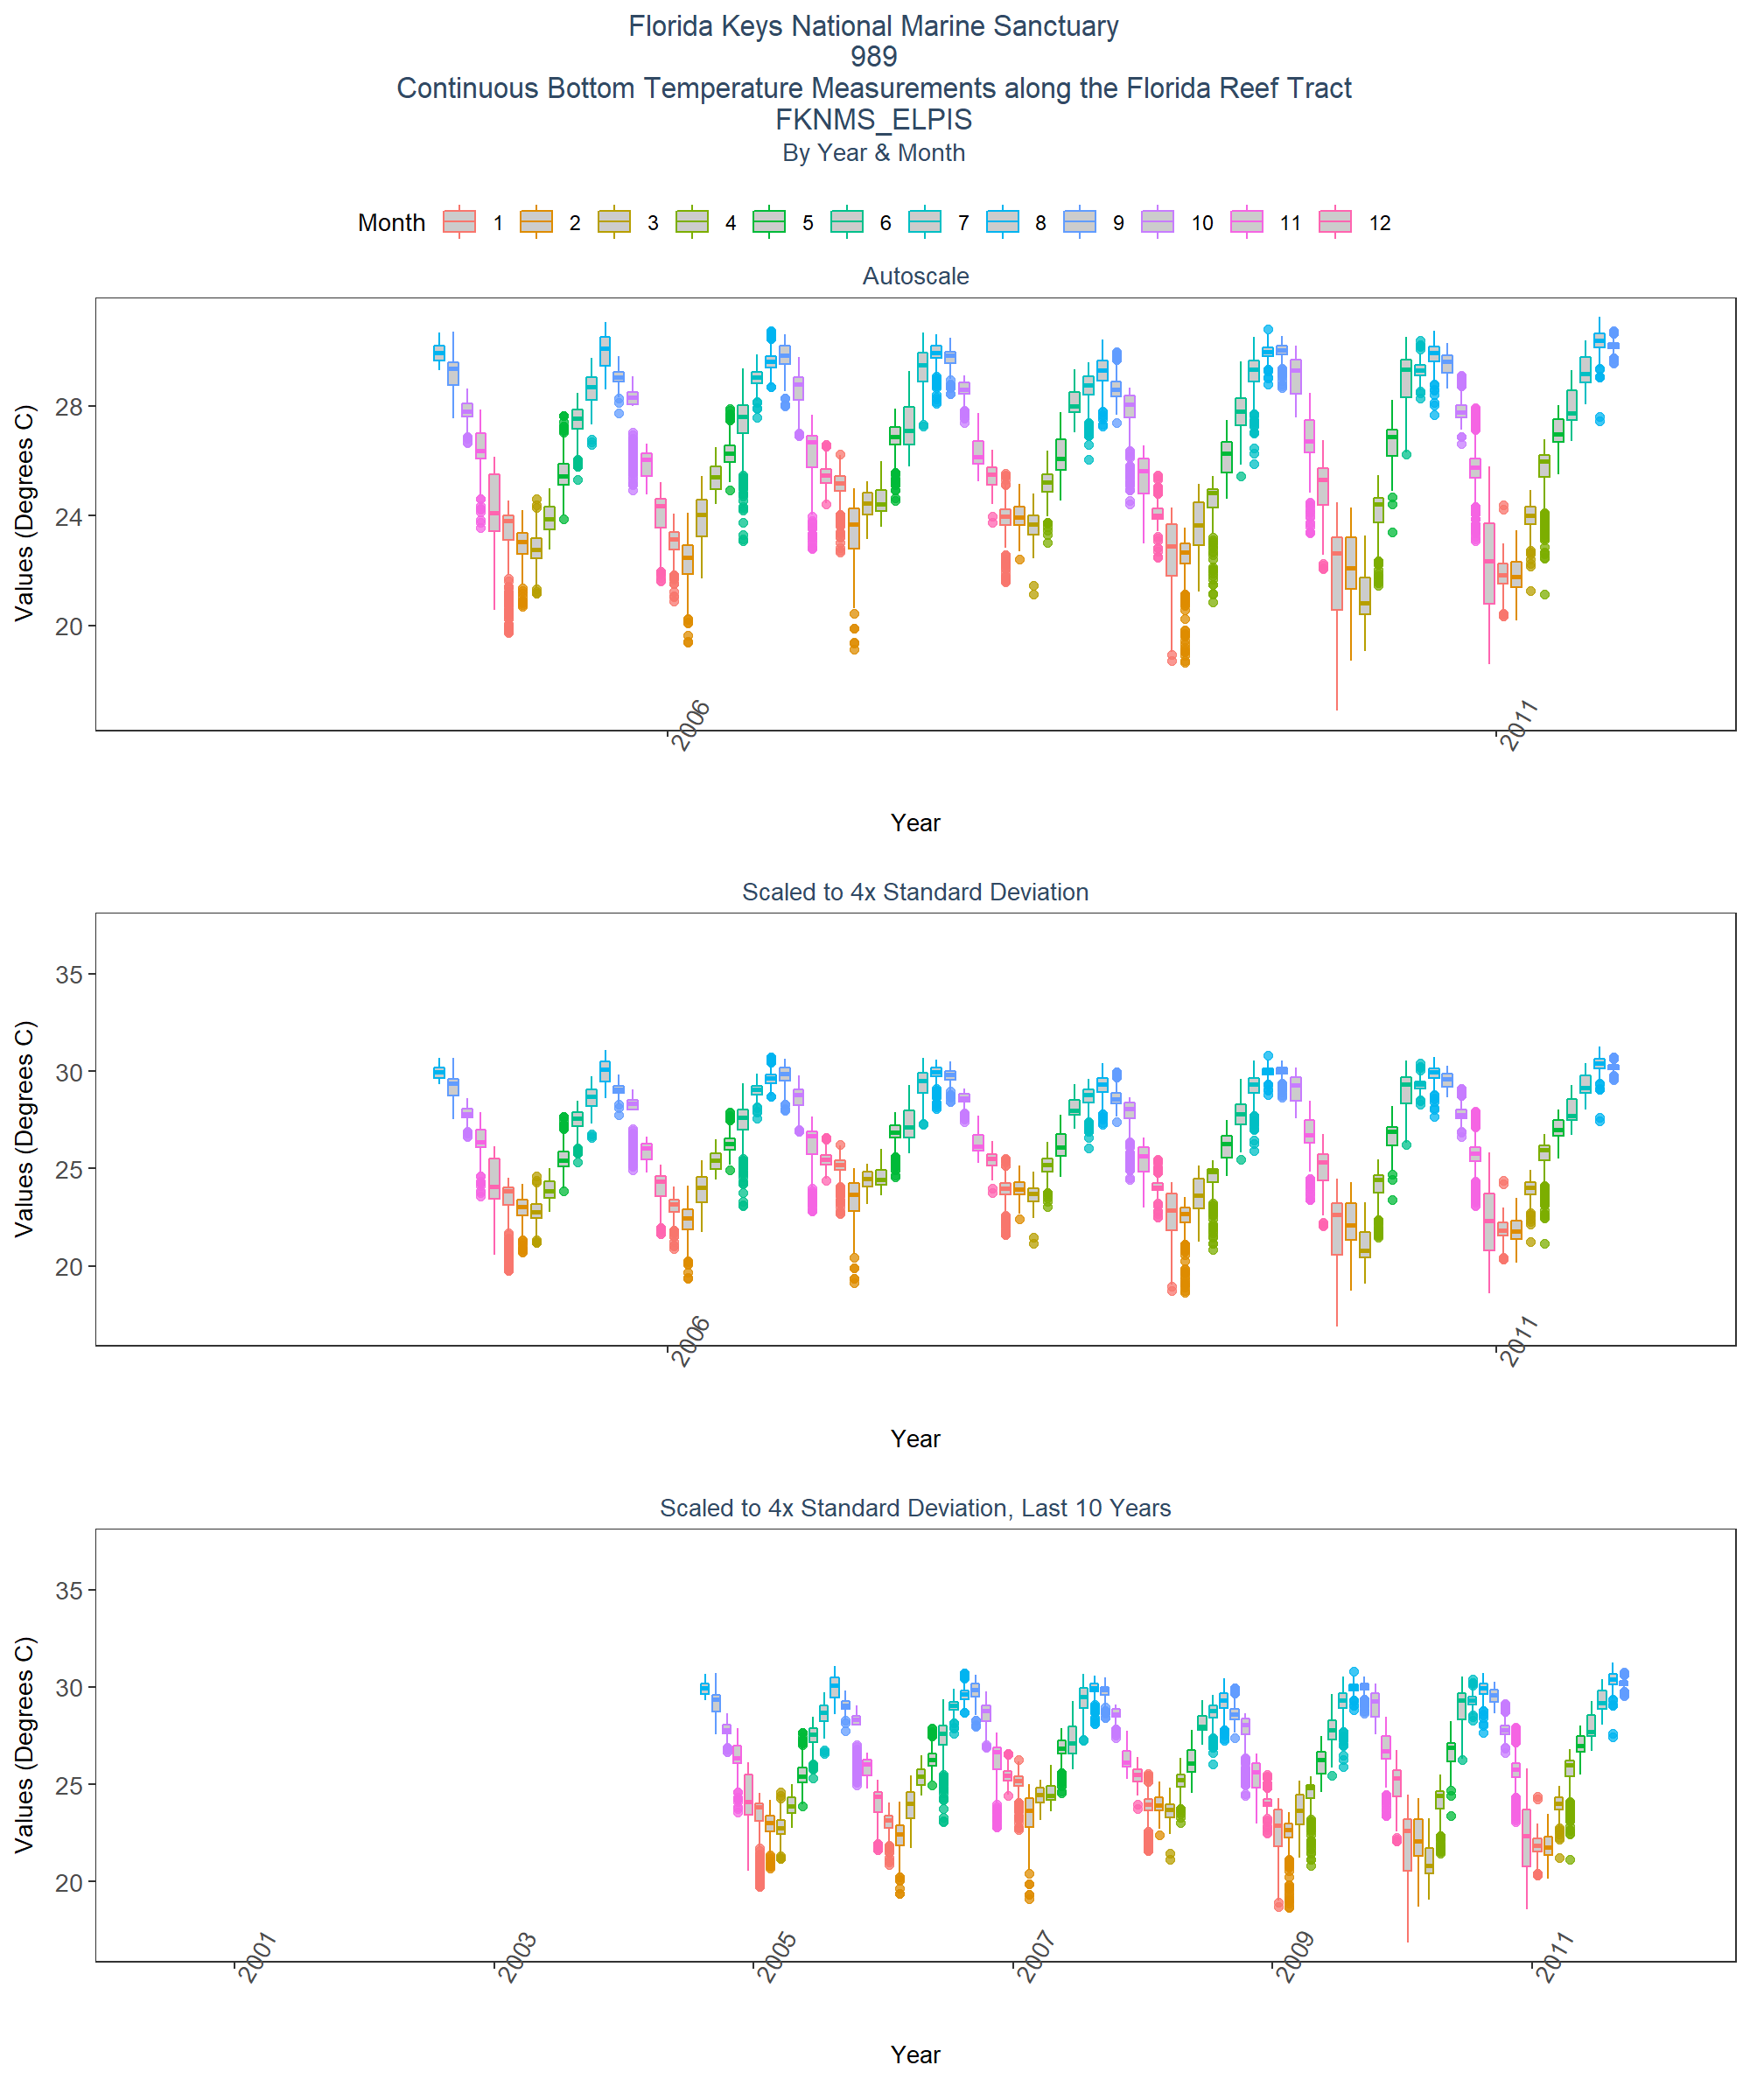 Florida Keys National Marine Sanctuary
989
Continuous Bottom Temperature Measurements along the Florida Reef Tract
FKNMS_ELPIS
By Year & Month
Month 1 2 3 4 5 6 7 8 9 10 11 12
Autoscale
Values (Degrees C)
28
24
20
2006 2011
Year
Scaled to 4x Standard Deviation
Values (Degrees C)
35
30
25
20
2006 2011
Year
Scaled to 4x Standard Deviation, Last 10 Years
Values (Degrees C)
35
30
25
20
2001 2003 2005 2007 2009 2011
Year